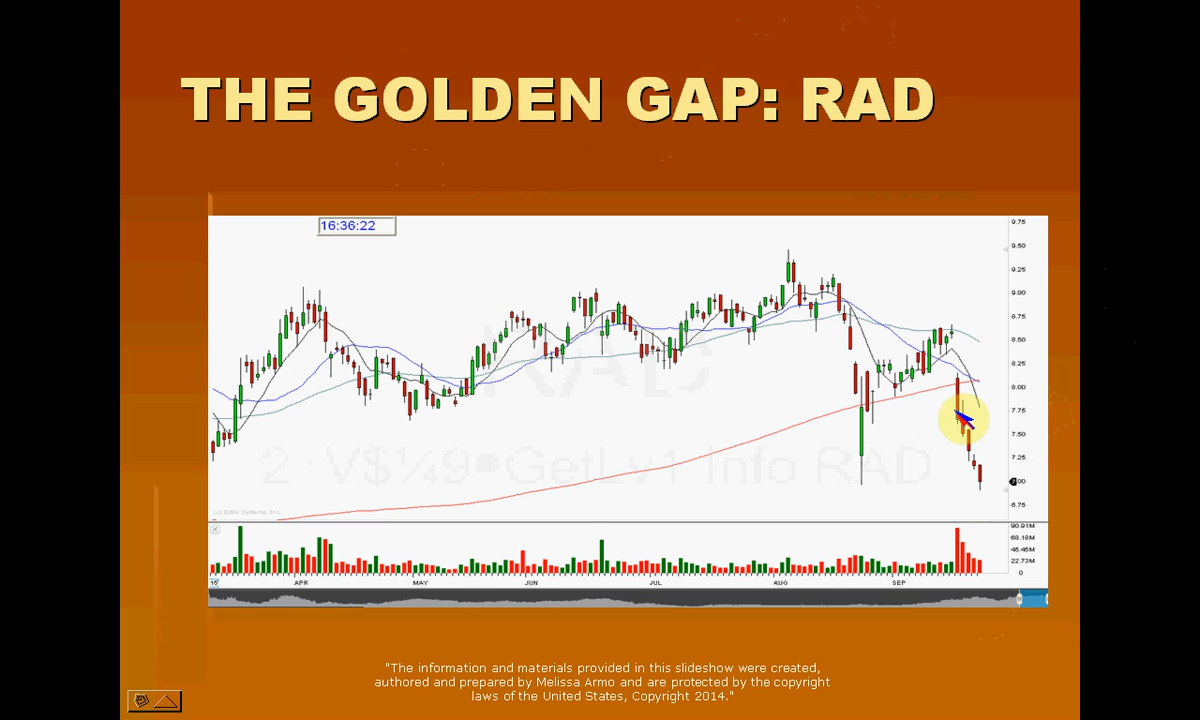 THE GOLDEN GAP: RAD
16:36:22
9.75
9.50
9.25
9.00
8.75
8.50
8.25
8.00
7.75
7.50
7.25
7.00
6.75
RAD
GetLv1 Info RAD
90.91M
68.18M
45.45M
22.73M
0
APR MAY JUN JUL AUG SEP
"The information and materials provided in this slideshow were created,
authored and prepared by Melissa Armo and are protected by the copyright
laws of the United States, Copyright 2014."